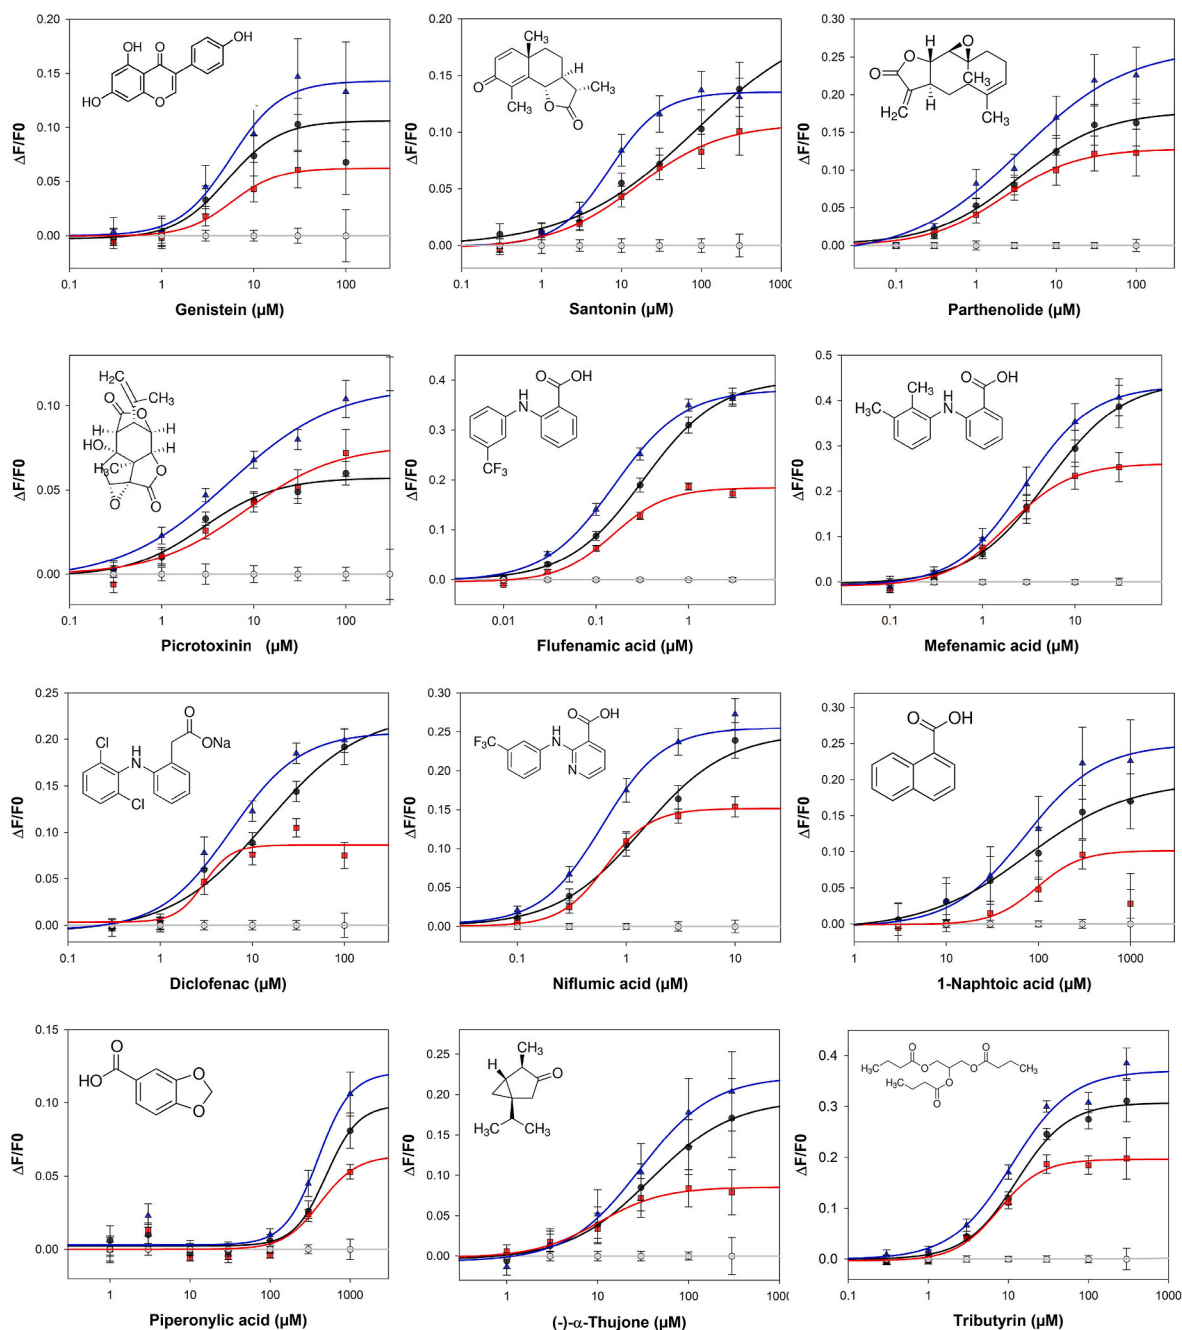 0.20
0.15
0.10
0.05
0.00
ΔF/F0
OH
O
OH
HO
O
0.1
1
10
100
Genistein (µM)
0.20
0.15
0.10
0.05
0.00
ΔF/F0
CH3
O
H
CH3
CH3
O
O
0.1
1
10
100
1000
Santonin (µM)
0.30
0.25
0.20
0.15
0.10
0.05
0.00
ΔF/F0
H
O
O
O
CH3
H
CH2
CH3
0.1
1
10
100
Parthenolide (µM)
0.10
0.05
0.00
ΔF/F0
H2C
CH3
O
O
H
H
HO
H
H3C
O
O
O
0.1
1
10
100
Picrotoxinin (µM)
0.4
0.3
0.2
0.1
0.0
ΔF/F0
O
OH
H
N
CF3
0.01
0.1
1
Flufenamic acid (µM)
0.5
0.4
0.3
0.2
0.1
0.0
ΔF/F0
CH3
O
OH
H3C
H
N
0.1
1
10
Mefenamic acid (µM)
0.25
0.20
0.15
0.10
0.05
0.00
ΔF/F0
O
Cl
H
N
ONa
Cl
0.1
1
10
100
Diclofenac (µM)
0.30
0.25
0.20
0.15
0.10
0.05
0.00
ΔF/F0
O
OH
F3C
H
N
N
0.1
1
10
Niflumic acid (µM)
0.30
0.25
0.20
0.15
0.10
0.05
0.00
ΔF/F0
O
OH
1
10
100
1000
1-Naphtoic acid (µM)
0.15
0.10
0.05
0.00
ΔF/F0
O
HO
O
O
1
10
100
1000
Piperonylic acid (µM)
0.25
0.20
0.15
0.10
0.05
0.00
ΔF/F0
CH3
H
O
H3C
CH3
1
10
100
1000
(-)-α-Thujone (µM)
0.4
0.3
0.2
0.1
0.0
ΔF/F0
O
O
H3C
O
O
CH3
H3C
O
O
0.1
1
10
100
1000
Tributyrin (µM)